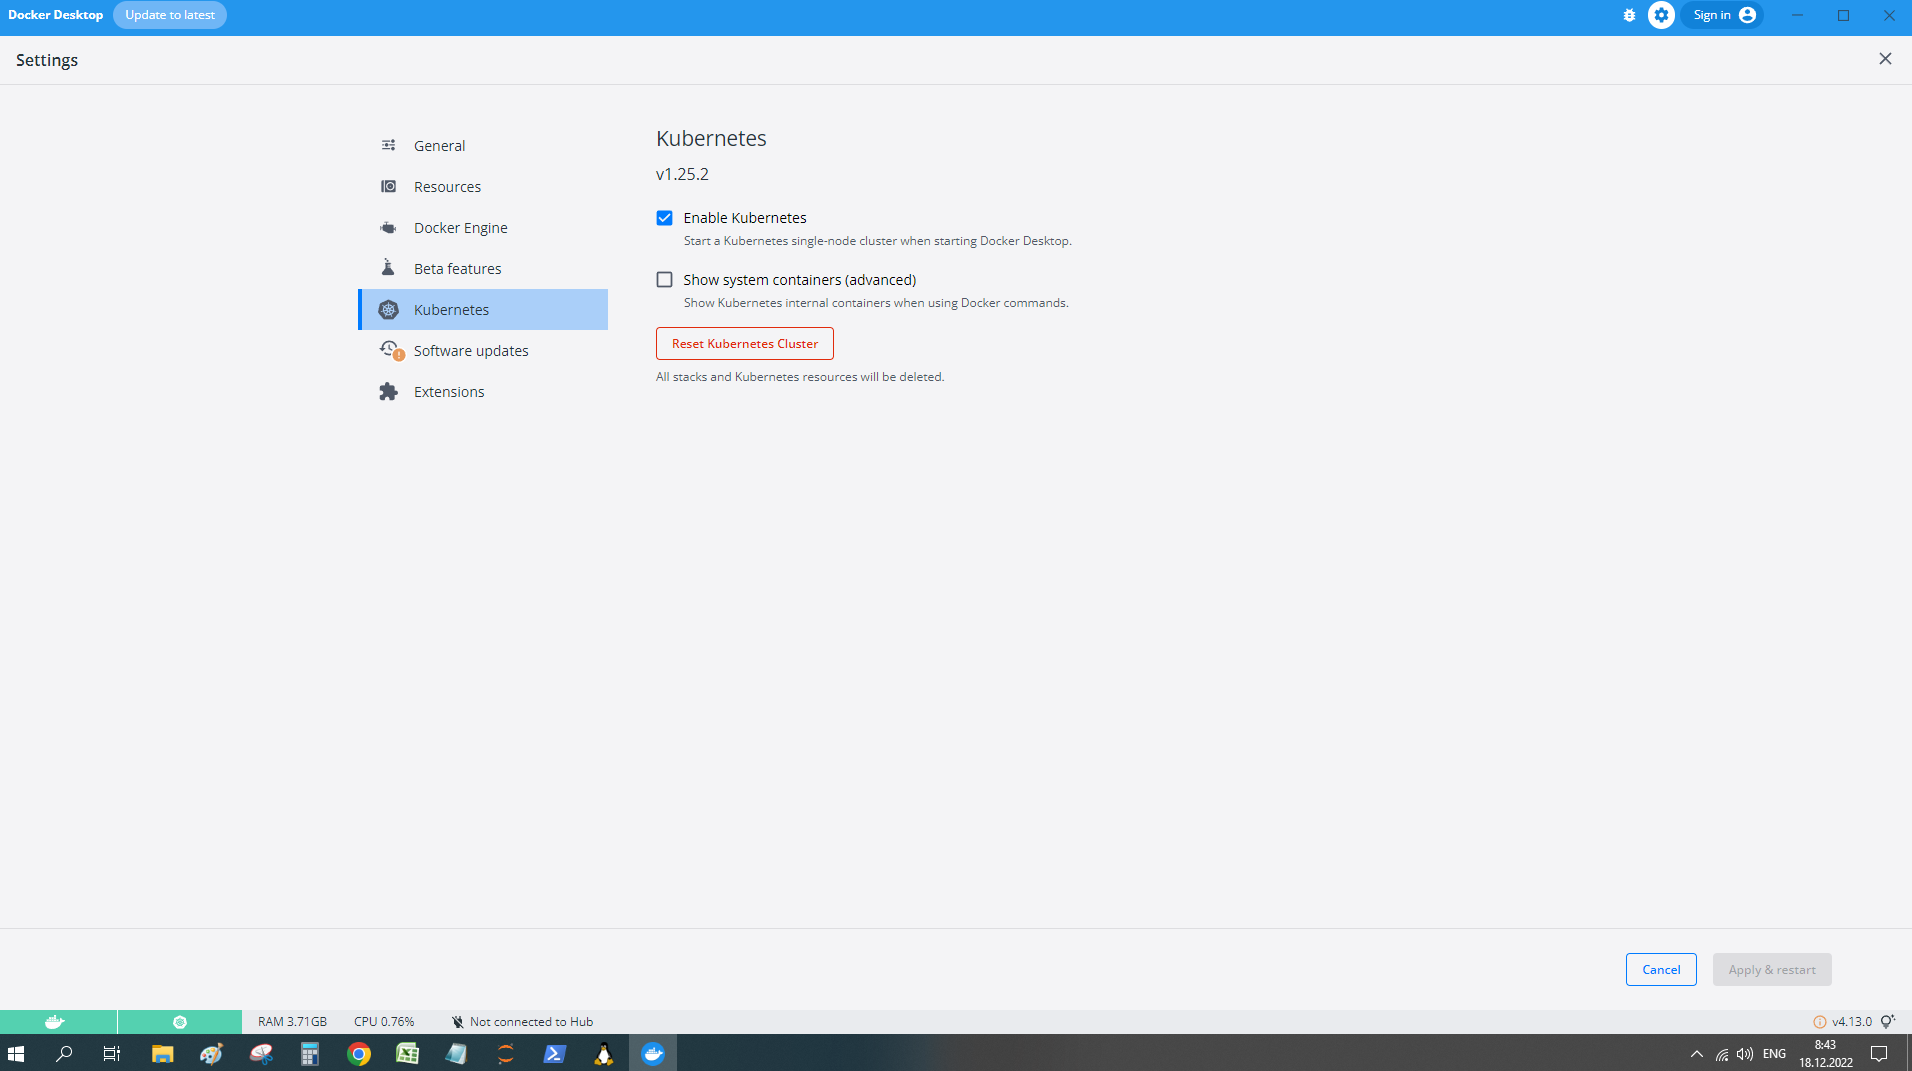 Docker Desktop Update to latest Sign in
Settings
General
Resources
Docker Engine
Beta features
Kubernetes
Software updates
Extensions
Kubernetes
v1.25.2
Enable Kubernetes
Start a Kubernetes single-node cluster when starting Docker Desktop.
Show system containers (advanced)
Show Kubernetes internal containers when using Docker commands.
Reset Kubernetes Cluster
All stacks and Kubernetes resources will be deleted.
Cancel Apply & restart
RAM 3.71GB CPU 0.76% Not connected to Hub v4.13.0
ENG 8:43
18.12.2022